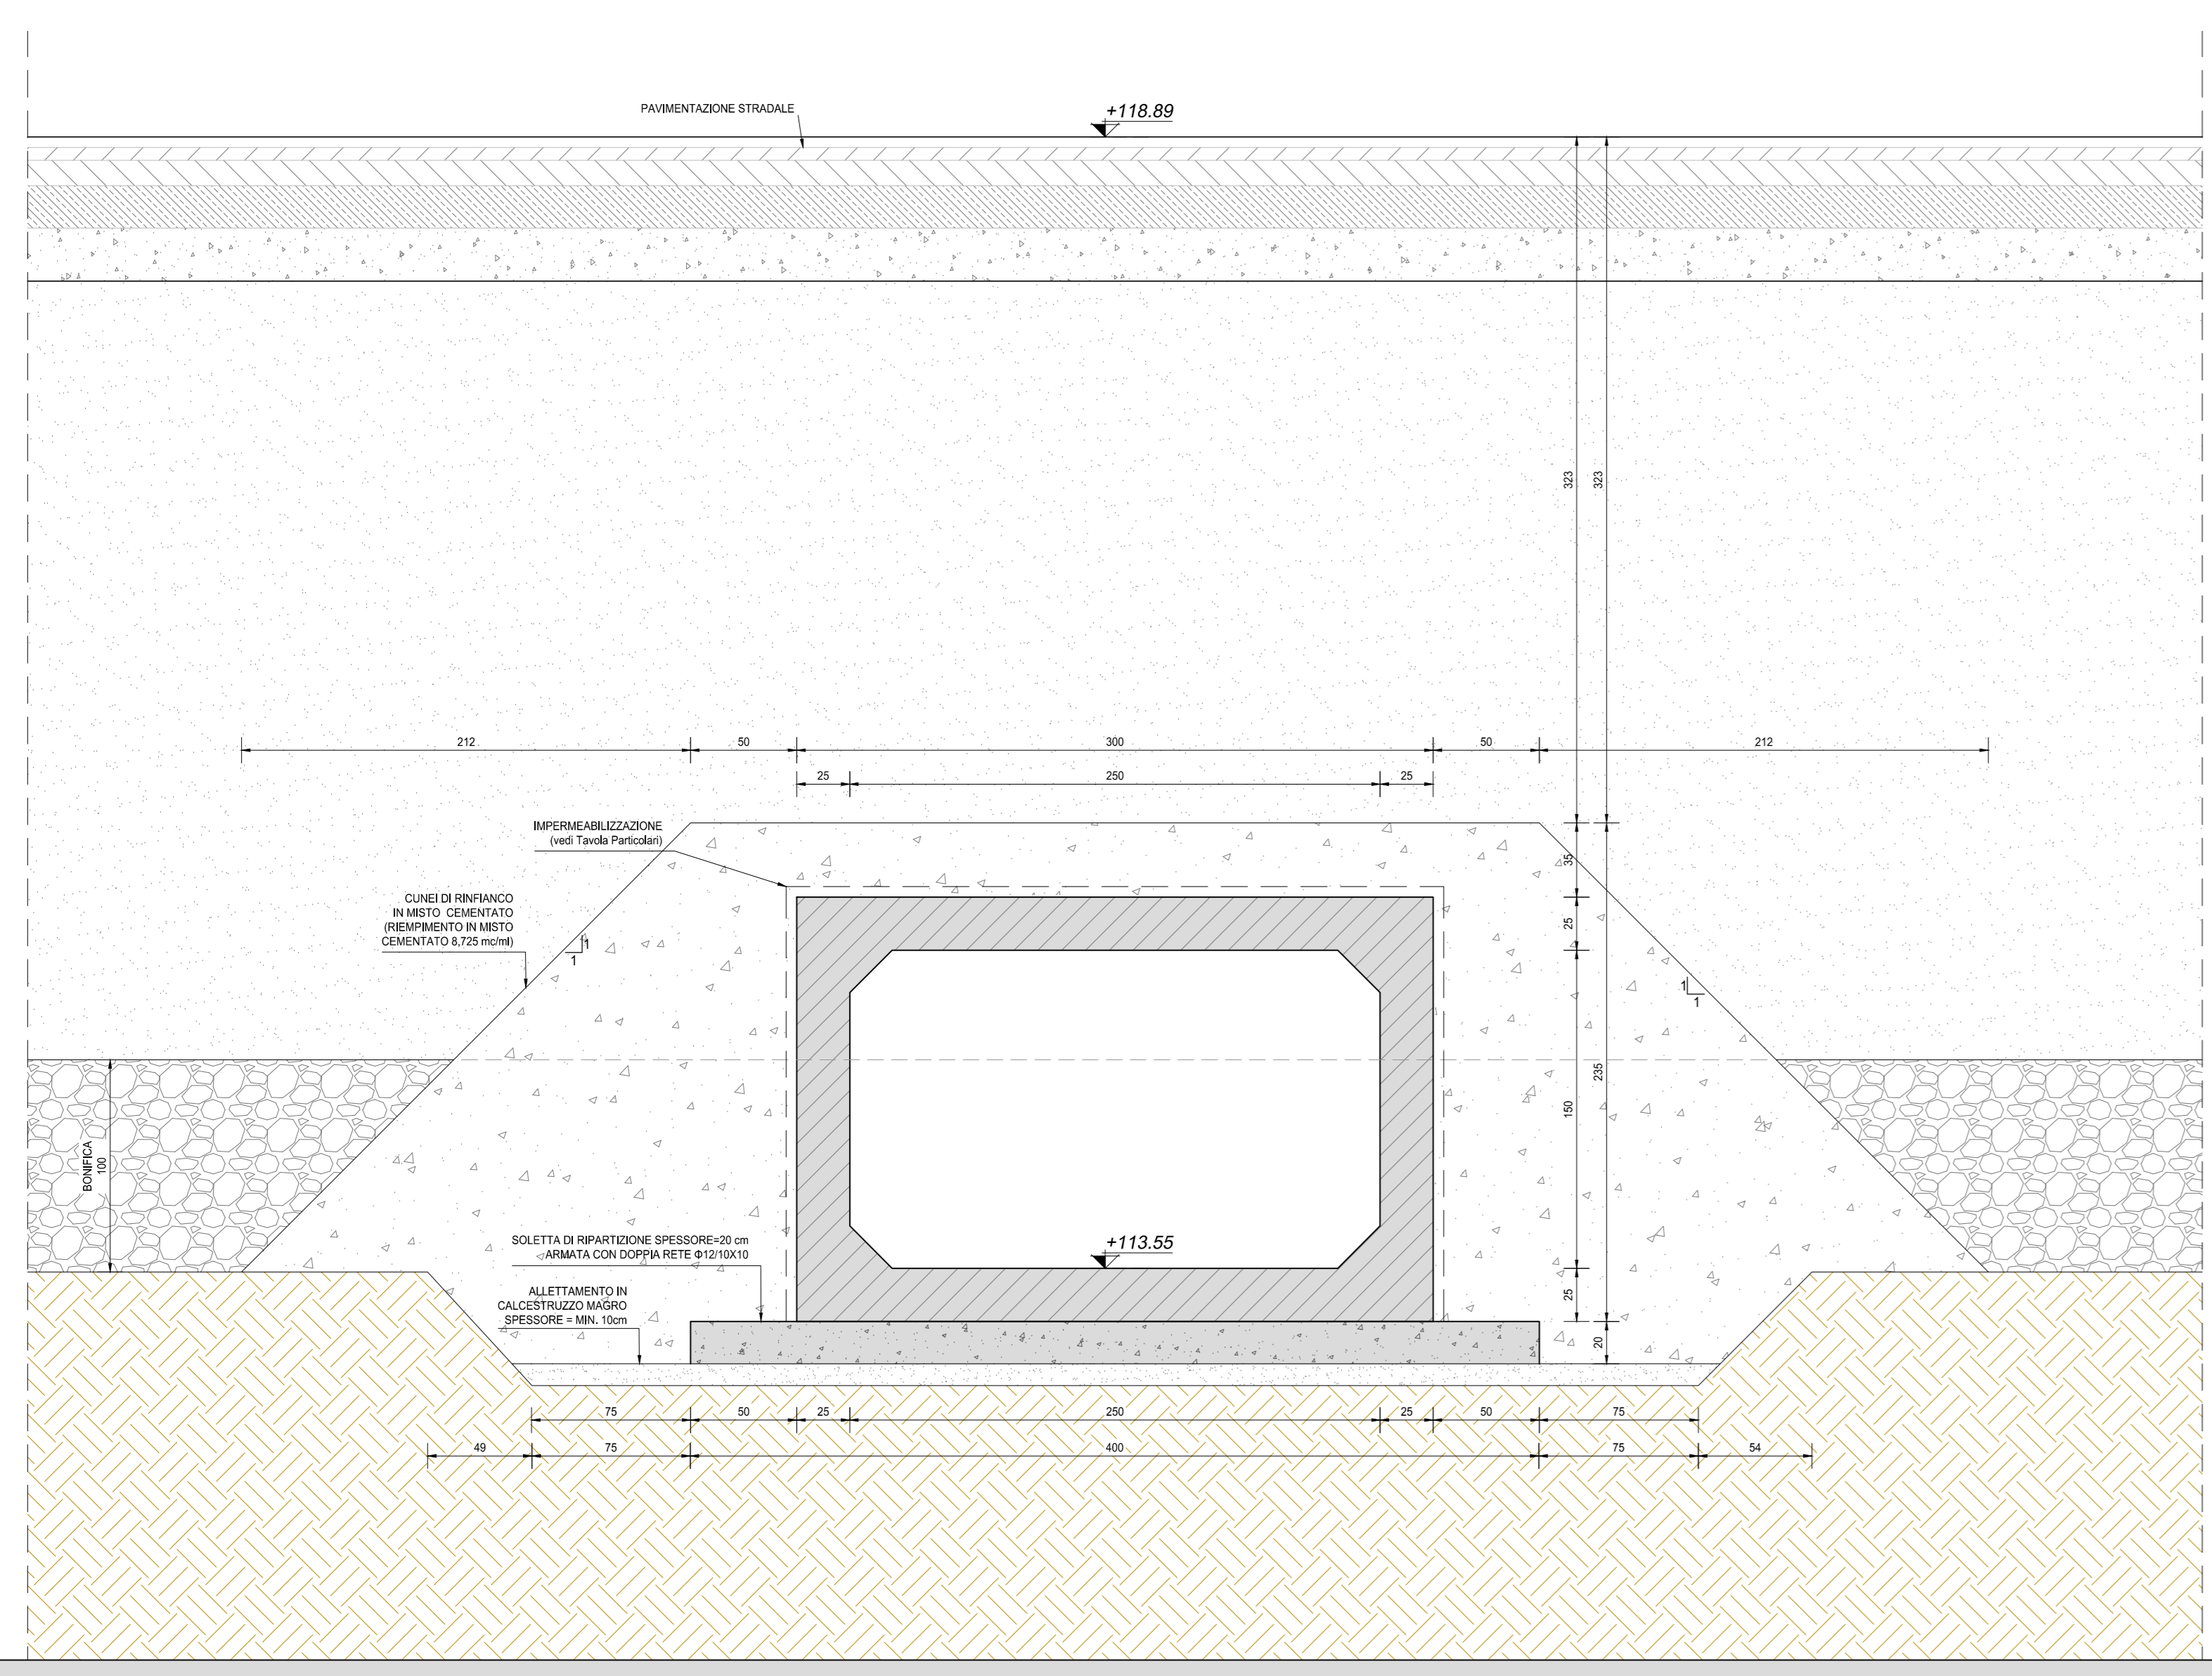 PAVIMENTAZIONE STRADALE
+118.89
323
323
212
50
300
50
212
25
250
25
IMPERMEABILIZZAZIONE
(vedi Tavola Particolari)
35
CUNEI DI RINFIANCO
IN MISTO CEMENTATO
(RIEMPIMENTO IN MISTO
CEMENTATO 8,725 mc/ml)
1
1
25
1
1
235
150
BONIFICA
100
SOLETTA DI RIPARTIZIONE SPESSORE=20 cm
ARMATA CON DOPPIA RETE Φ12/10X10
+113.55
ALLETTAMENTO IN
CALCESTRUZZO MAGRO
SPESSORE = MIN. 10cm
25
20
75
50
25
250
25
50
75
49
75
400
75
54